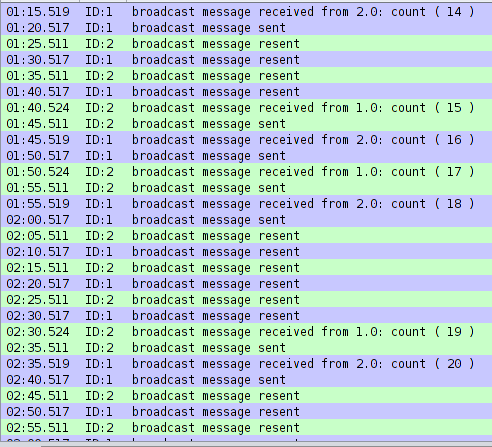 01:15.519 ID:1 broadcast message received from 2.0: count ( 14 )
01:20.517 ID:1 broadcast message sent
01:25.511 ID:2 broadcast message resent
01:30.517 ID:1 broadcast message resent
01:35.511 ID:2 broadcast message resent
01:40.517 ID:1 broadcast message resent
01:40.524 ID:2 broadcast message received from 1.0: count ( 15 )
01:45.511 ID:2 broadcast message sent
01:45.519 ID:1 broadcast message received from 2.0: count ( 16 )
01:50.517 ID:1 broadcast message sent
01:50.524 ID:2 broadcast message received from 1.0: count ( 17 )
01:55.511 ID:2 broadcast message sent
01:55.519 ID:1 broadcast message received from 2.0: count ( 18 )
02:00.517 ID:1 broadcast message sent
02:05.511 ID:2 broadcast message resent
02:10.517 ID:1 broadcast message resent
02:15.511 ID:2 broadcast message resent
02:20.517 ID:1 broadcast message resent
02:25.511 ID:2 broadcast message resent
02:30.517 ID:1 broadcast message resent
02:30.524 ID:2 broadcast message received from 1.0: count ( 19 )
02:35.511 ID:2 broadcast message sent
02:35.519 ID:1 broadcast message received from 2.0: count ( 20 )
02:40.517 ID:1 broadcast message sent
02:45.511 ID:2 broadcast message resent
02:50.517 ID:1 broadcast message resent
02:55.511 ID:2 broadcast message resent